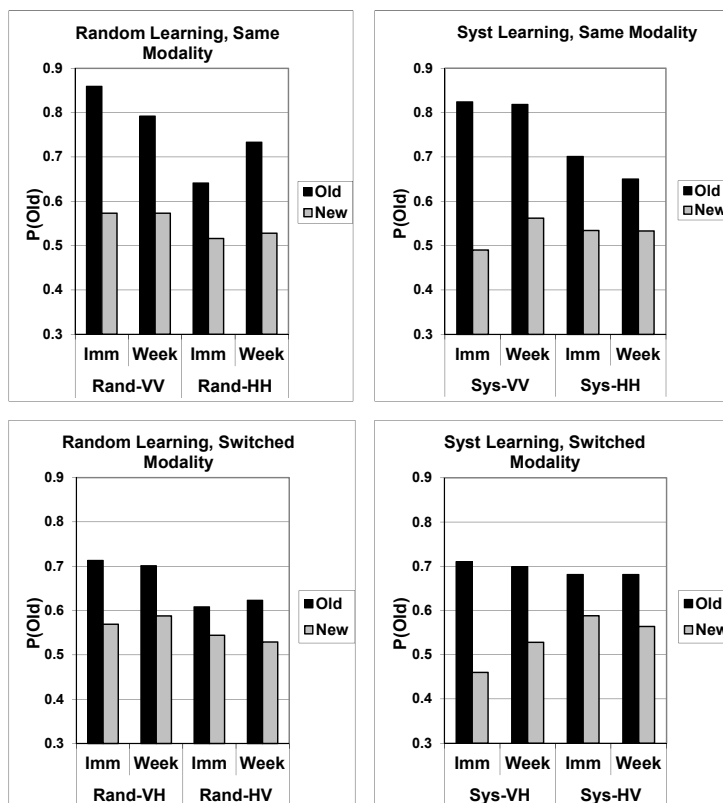 Random Learning, Same
Modality
0.9
0.8
0.7
0.6
0.5
0.4
0.3
P(Old)
Old
New
Imm Week Imm Week
Rand-VV Rand-HH
Syst Learning, Same Modality
0.9
0.8
0.7
0.6
0.5
0.4
0.3
P(Old)
Old
New
Imm Week Imm Week
Sys-VV Sys-HH
Random Learning, Switched
Modality
0.9
0.8
0.7
0.6
0.5
0.4
0.3
P(Old)
Old
New
Imm Week Imm Week
Rand-VH Rand-HV
Syst Learning, Switched
Modality
0.9
0.8
0.7
0.6
0.5
0.4
0.3
P(Old)
Old
New
Imm Week Imm Week
Sys-VH Sys-HV